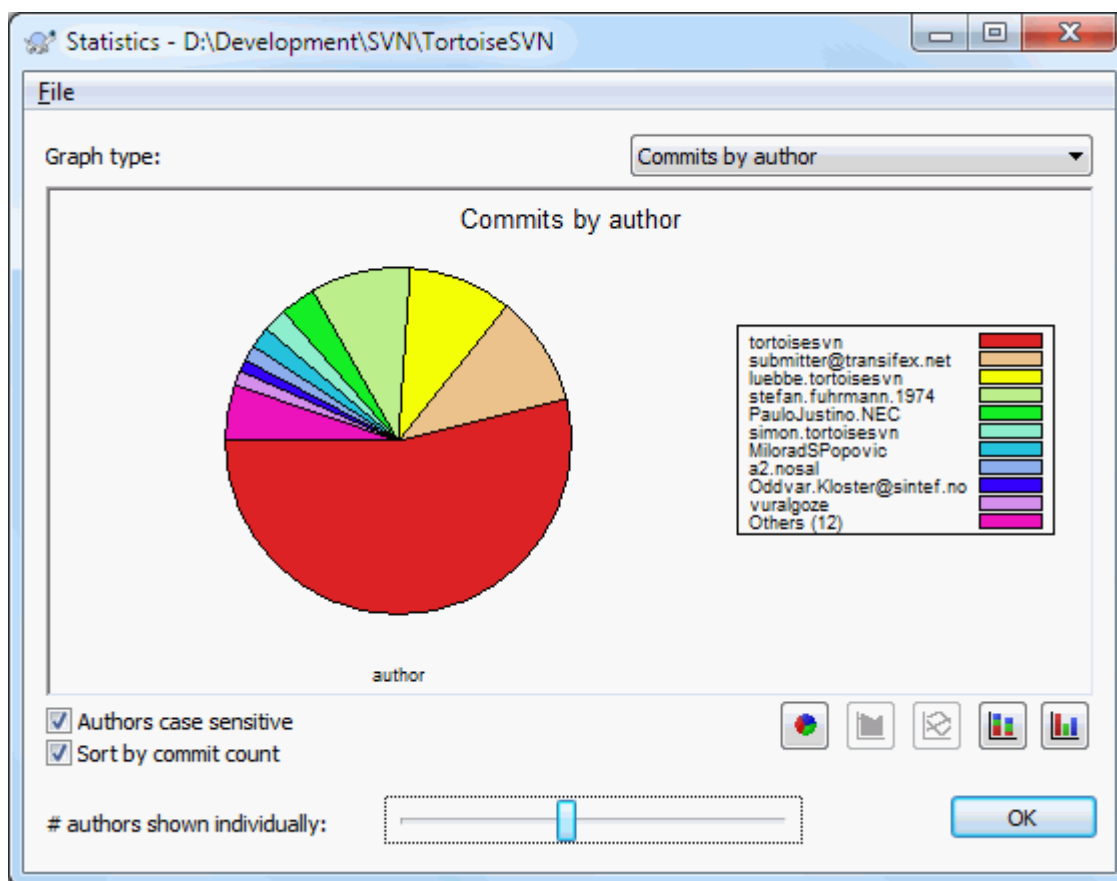 Statistics - D:\Development\SVN\TortoiseSVN
File
Graph type:
Commits by author
Commits by author
tortoisesvn
submitter@transifex.net
luebbe.tortoisesvn
stefan.fuhrmann.1974
PauloJustino.NEC
simon.tortoisesvn
MiloradSPopovic
a2.nosal
Oddvar.Kloster@sintef.no
vuralgoze
Others (12)
author
Authors case sensitive
Sort by commit count
# authors shown individually:
OK